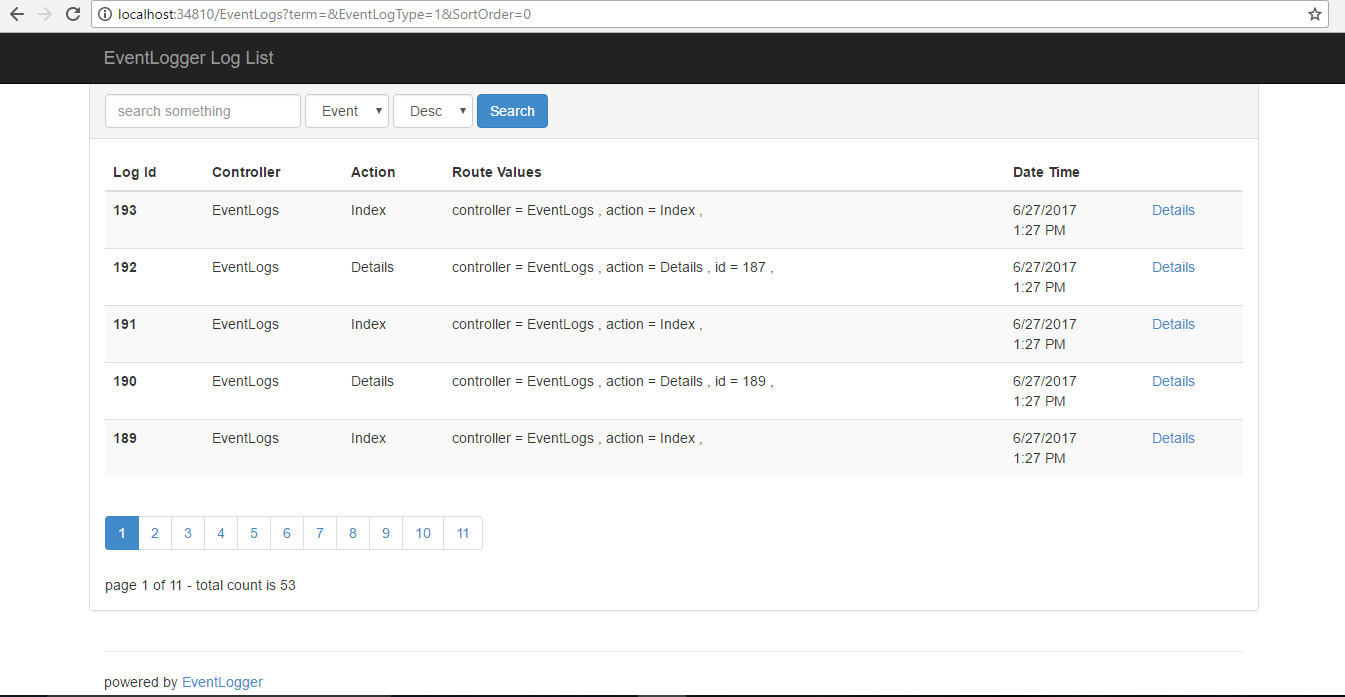 localhost:34810/EventLogs?term=&EventLogType=1&SortOrder=0
EventLogger Log List
search something Event Desc Search
Log Id Controller Action Route Values Date Time
193 EventLogs Index controller = EventLogs , action = Index , 6/27/2017 Details
1:27 PM
192 EventLogs Details controller = EventLogs , action = Details , id = 187 , 6/27/2017 Details
1:27 PM
191 EventLogs Index controller = EventLogs , action = Index , 6/27/2017 Details
1:27 PM
190 EventLogs Details controller = EventLogs , action = Details , id = 189 , 6/27/2017 Details
1:27 PM
189 EventLogs Index controller = EventLogs , action = Index , 6/27/2017 Details
1:27 PM
1 2 3 4 5 6 7 8 9 10 11
page 1 of 11 - total count is 53
powered by EventLogger